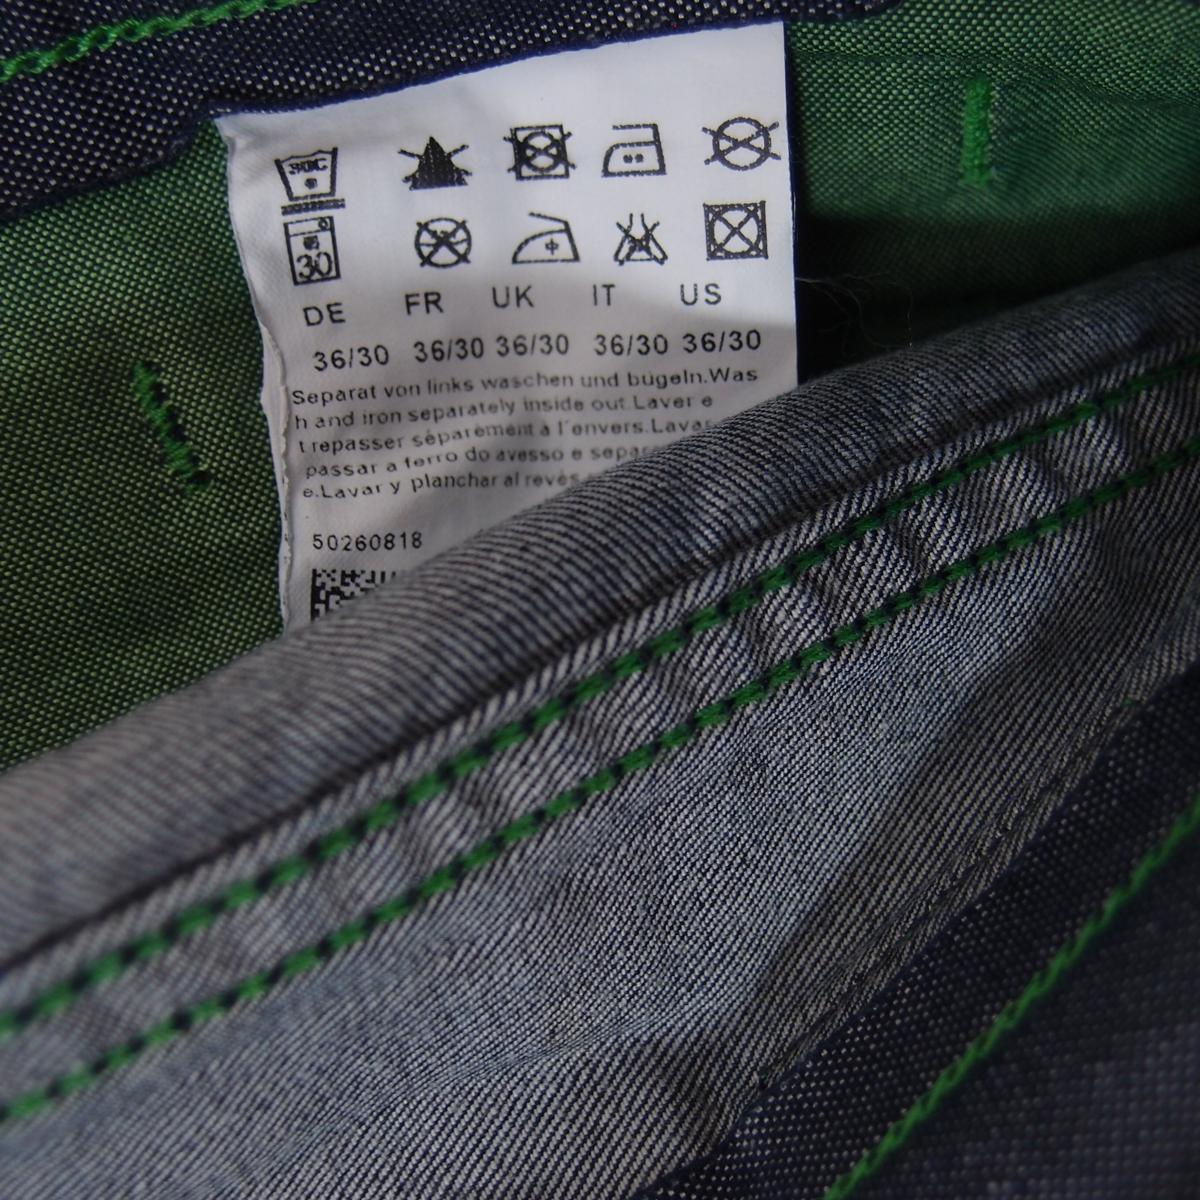 30°C
30
DE FR UK IT US
36/30 36/30 36/30 36/30 36/30
Separat von links waschen und bügeln.Was
h and iron separately inside out.Laver e
t repasser séparèment à l'envers.Lavar
passar a ferro do avesso e separ
e.Lavar y planchar al revés
50260818